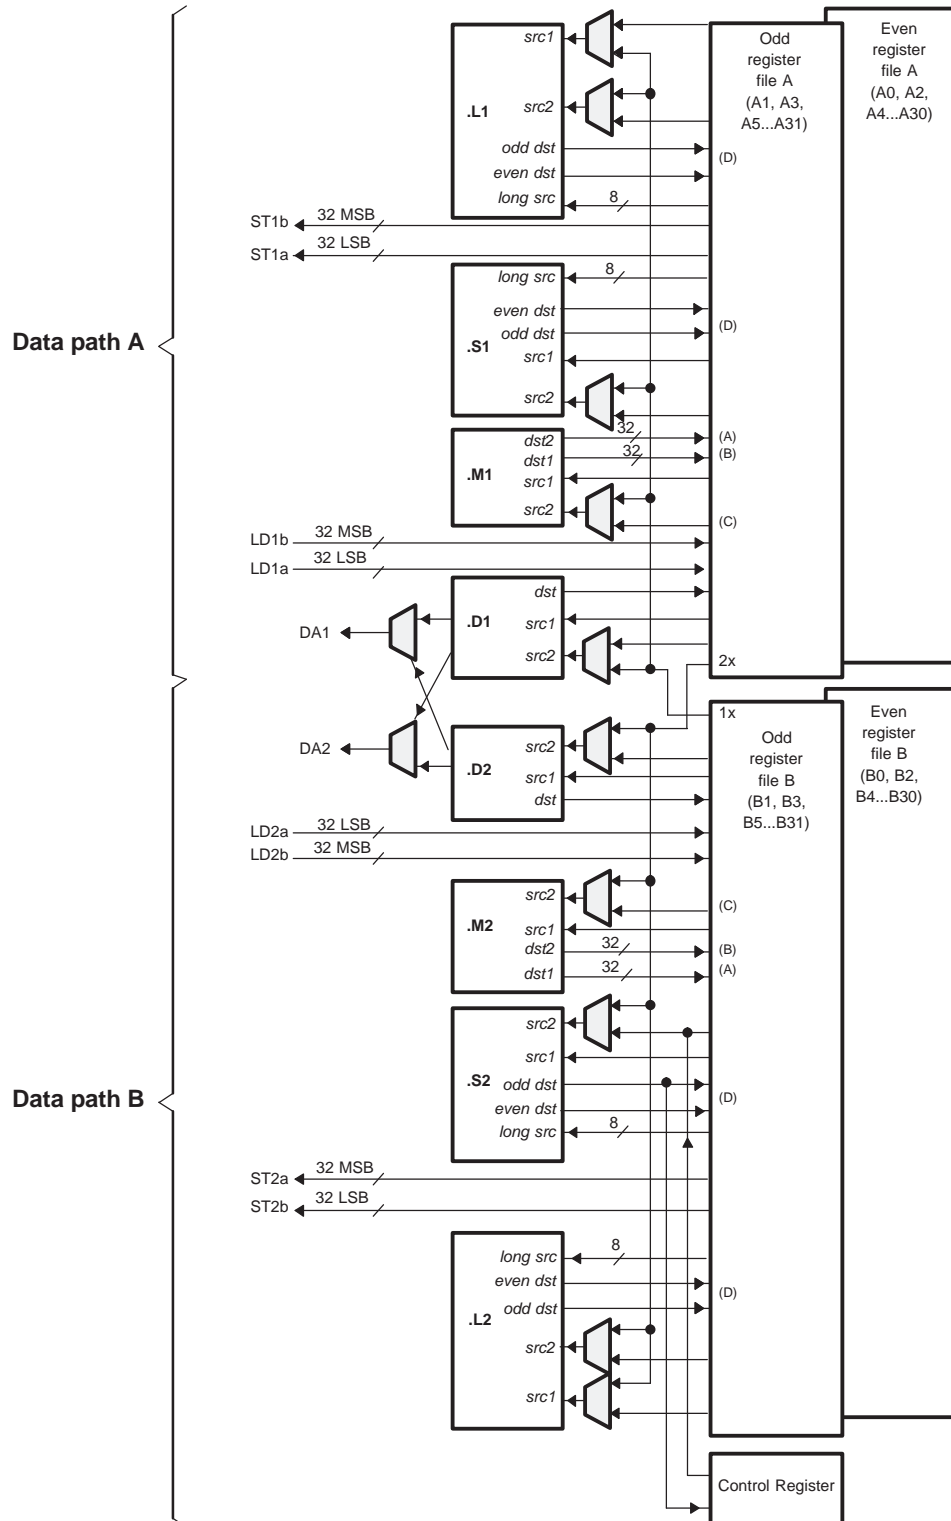 Data path A
.L1
src1
src2
odd dst
even dst
long src
8
ST1b
32 MSB
ST1a
32 LSB
.S1
long src
8
even dst
odd dst
src1
src2
.M1
dst2
32
dst1
32
src1
src2
LD1b
32 MSB
LD1a
32 LSB
.D1
dst
src1
src2
DA1
Odd
register
file A
(A1, A3,
A5...A31)
(D)
(D)
(A)
(B)
(C)
2x
Even
register
file A
(A0, A2,
A4...A30)
Data path B
DA2
.D2
src2
src1
dst
LD2a
32 LSB
LD2b
32 MSB
.M2
src2
src1
dst2
32
dst1
32
.S2
src2
src1
odd dst
even dst
long src
8
ST2a
32 MSB
ST2b
32 LSB
.L2
long src
8
even dst
odd dst
src2
src1
1x
Odd
register
file B
(B1, B3,
B5...B31)
(C)
(B)
(A)
(D)
(D)
Even
register
file B
(B0, B2,
B4...B30)
Control Register